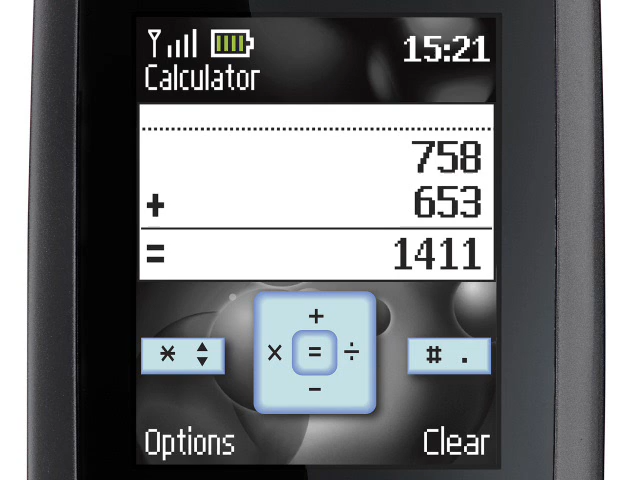 15:21
Calculator
758
+ 653
= 1411
+
* × = ÷ # .
-
Options Clear